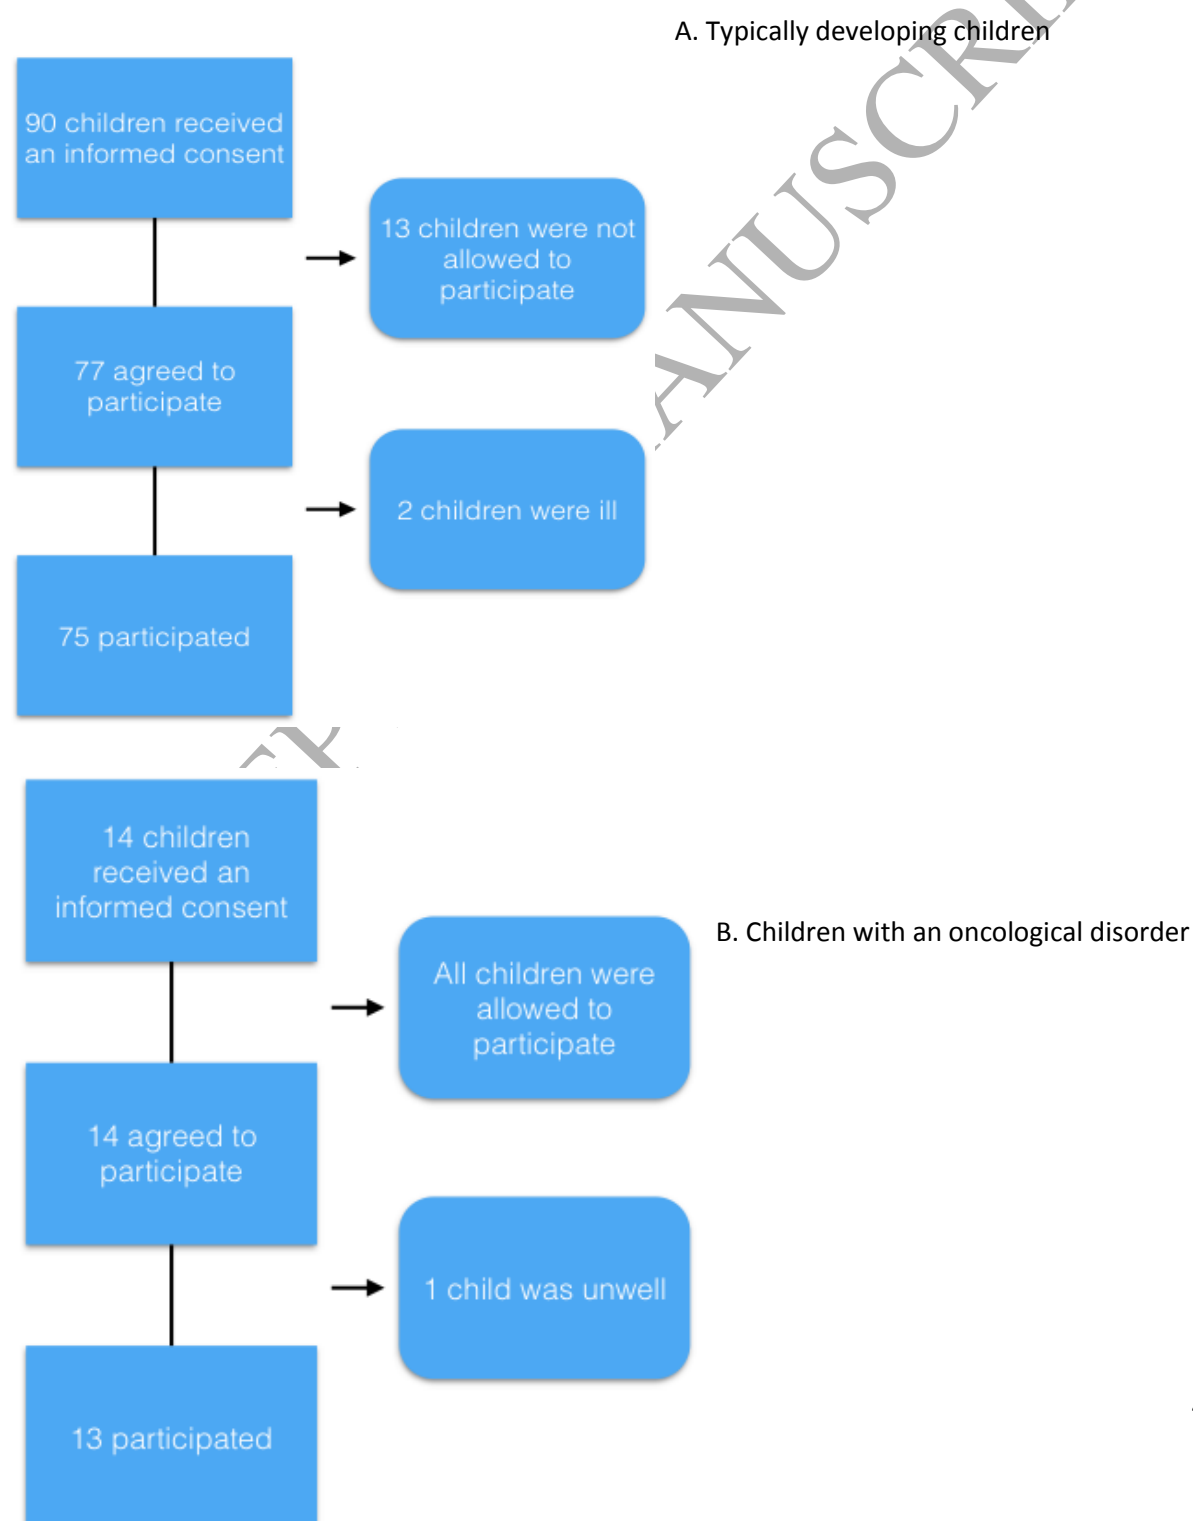 A. Typically developing children
90 children received
an informed consent
13 children were not
allowed to
participate
77 agreed to
participate
2 children were ill
75 participated
14 children
received an
informed consent
B. Children with an oncological disorder
All children were
allowed to
participate
14 agreed to
participate
1 child was unwell
13 participated